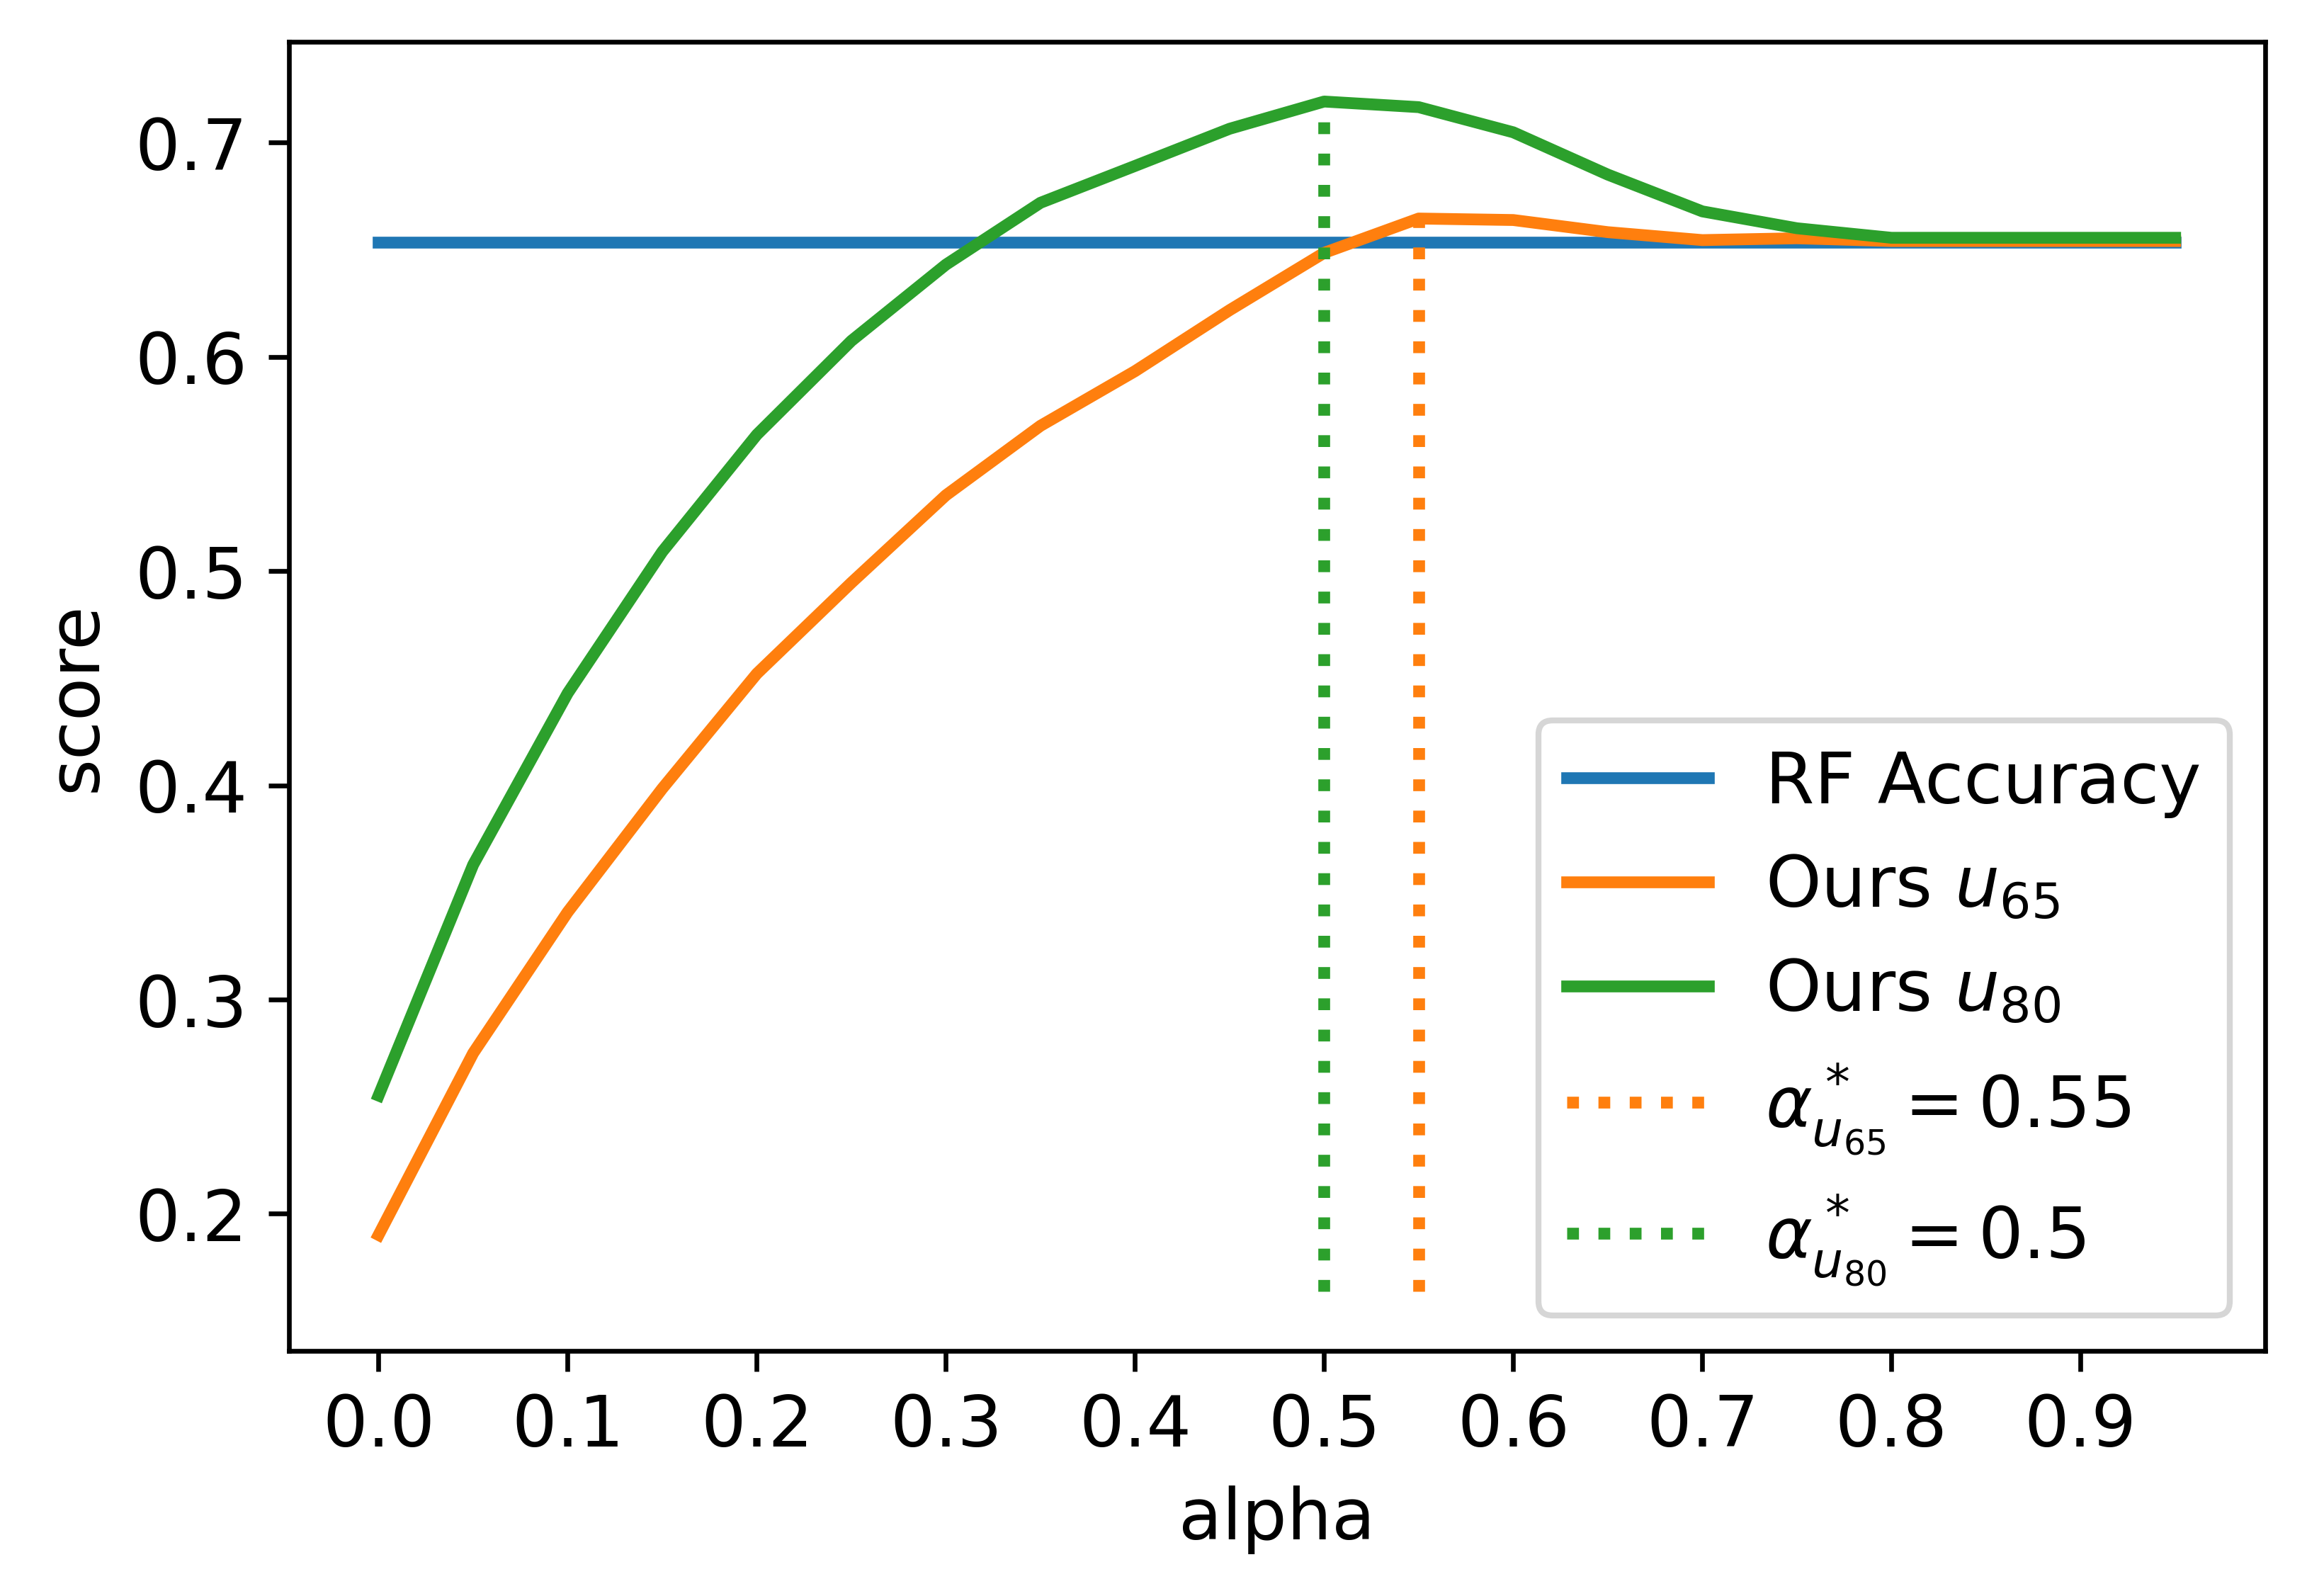 0.7
0.6
0.5
0.4
0.3
0.2
score
0.0 0.1 0.2 0.3 0.4 0.5 0.6 0.7 0.8 0.9
alpha
RF Accuracy
Ours $u_{65}$
Ours $u_{80}$
$\alpha^*_{u_{65}} = 0.55$
$\alpha^*_{u_{80}} = 0.5$